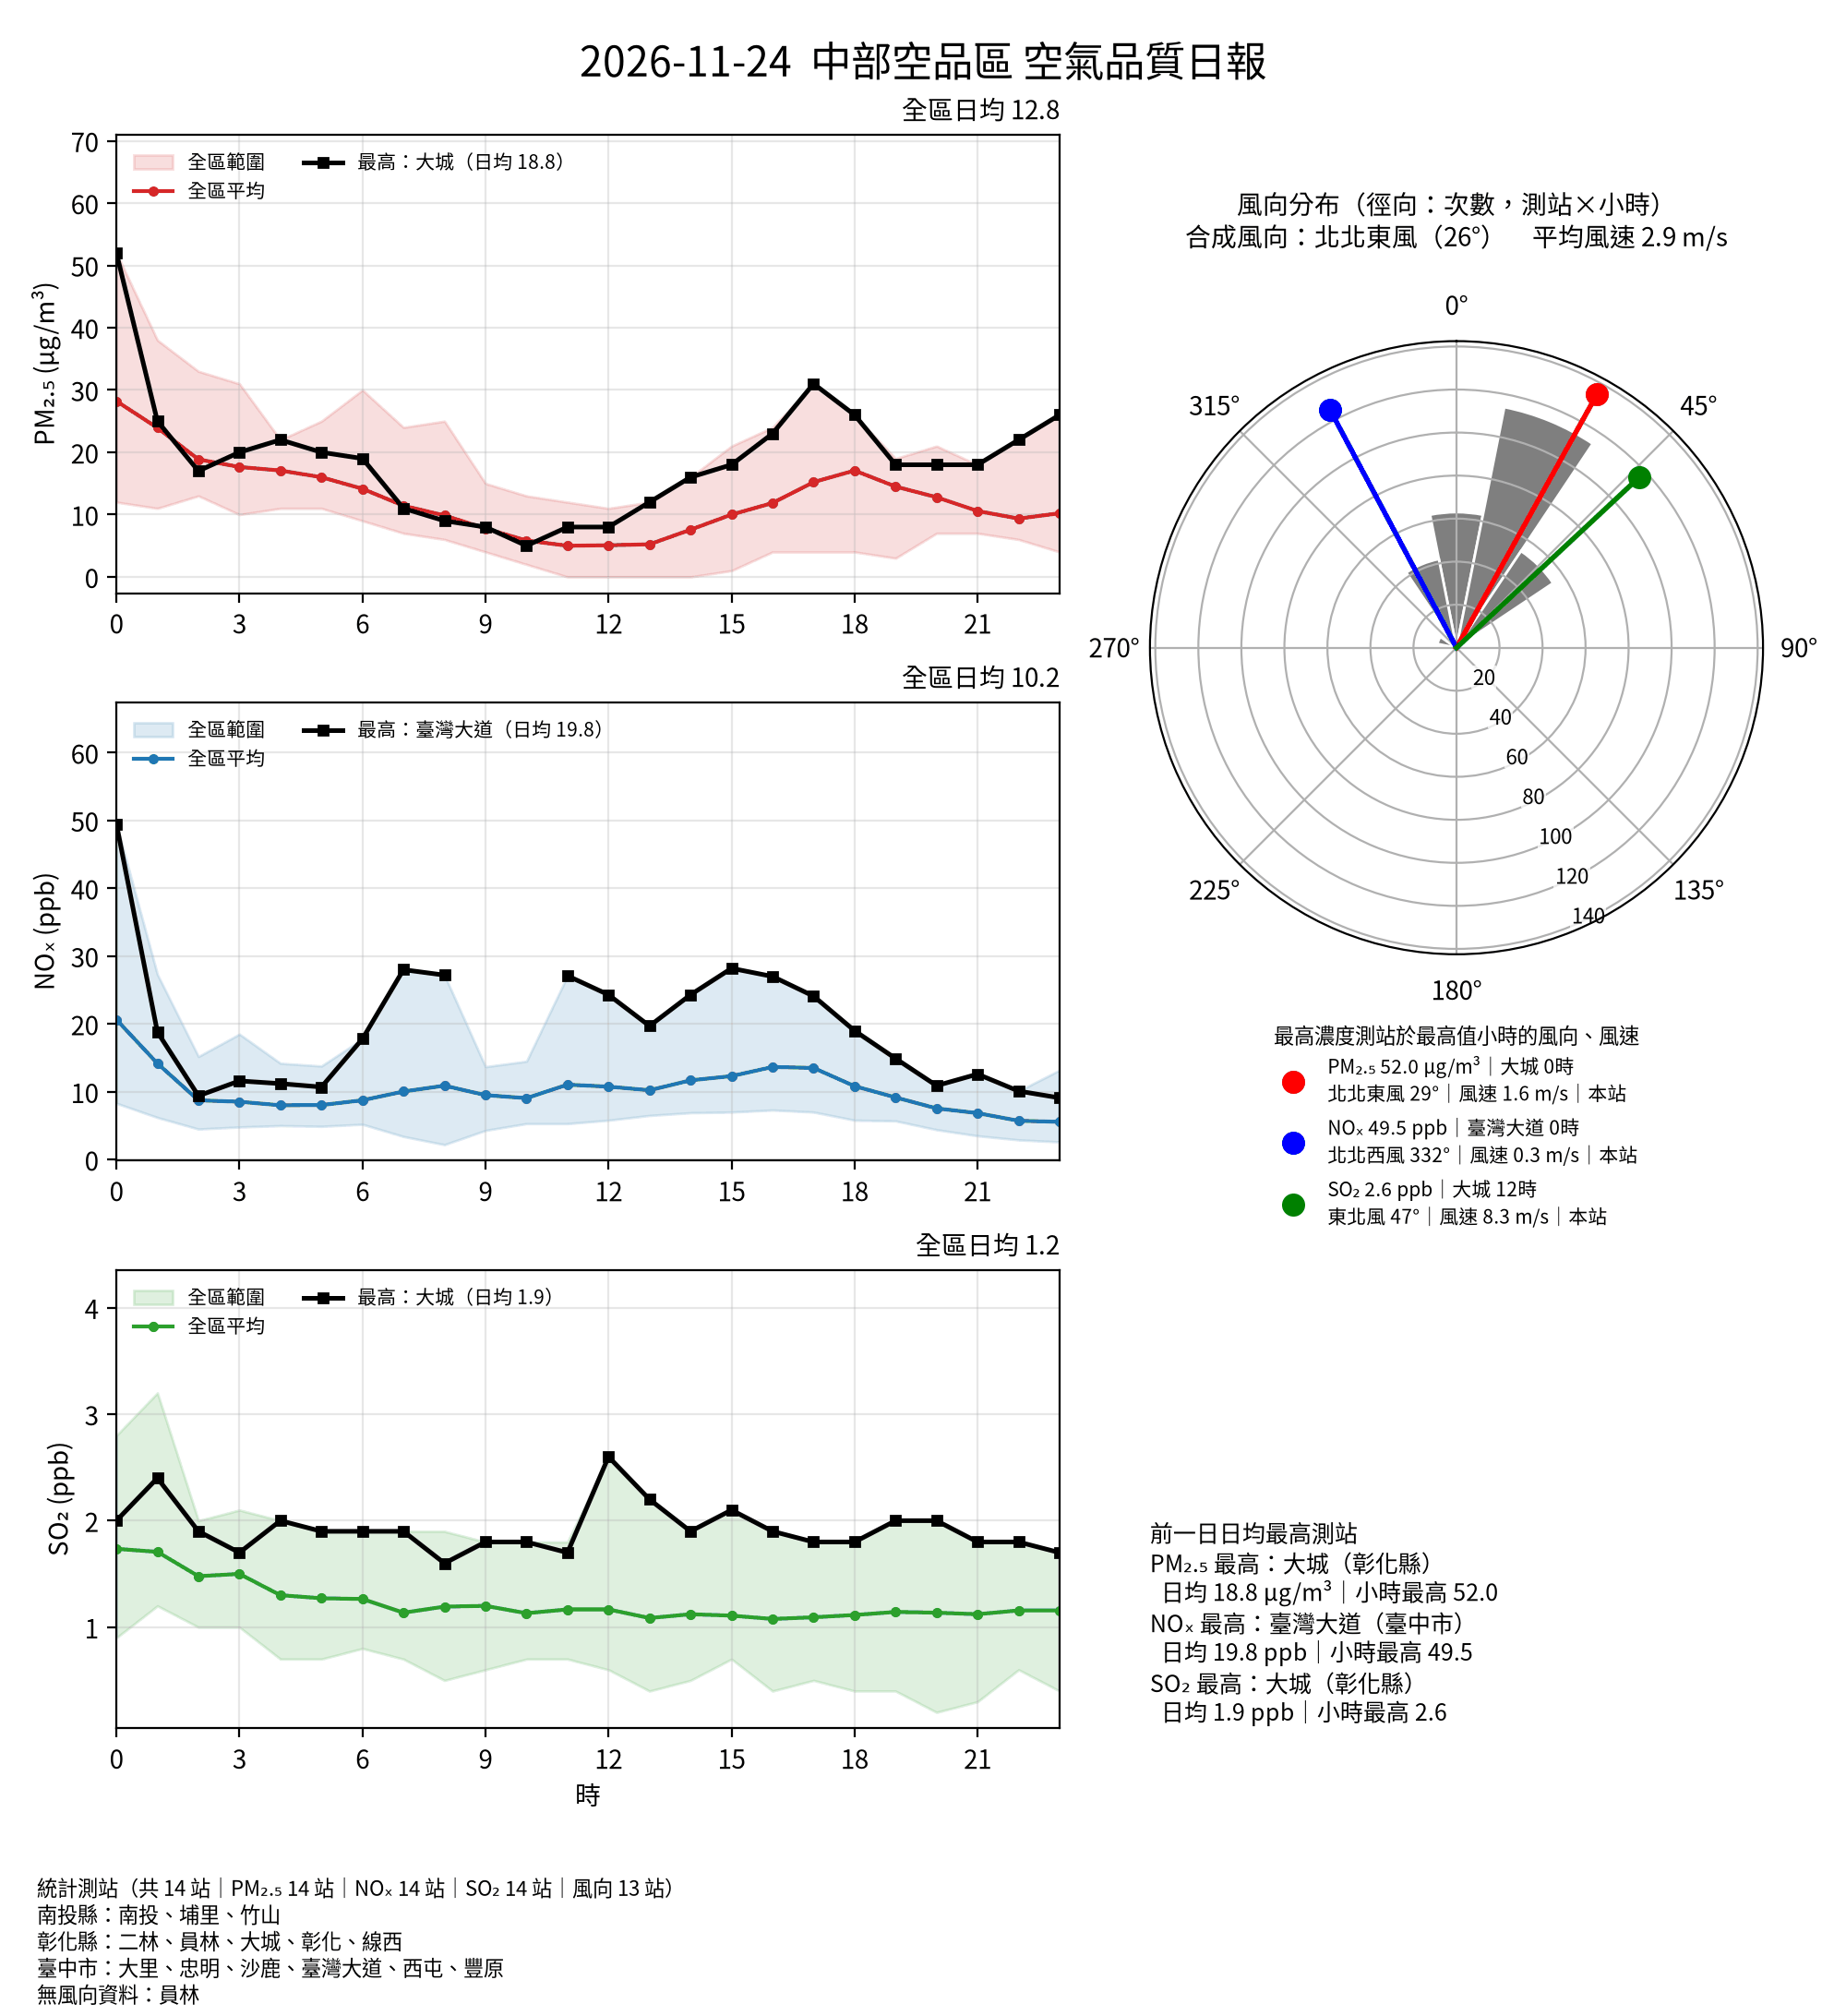 2026-11-24 中部空品區 空氣品質日報
全區日均 12.8
70
60
50
40
30
20
10
0
PM₂.₅ (μg/m³)
全區範圍
全區平均
最高：大城（日均 18.8）
0 3 6 9 12 15 18 21
全區日均 10.2
60
50
40
30
20
10
0
NOₓ (ppb)
全區範圍
全區平均
最高：臺灣大道（日均 19.8）
0 3 6 9 12 15 18 21
全區日均 1.2
4
3
2
1
SO₂ (ppb)
全區範圍
全區平均
最高：大城（日均 1.9）
0 3 6 9 12 15 18 21
時
風向分布（徑向：次數，測站×小時）
合成風向：北北東風（26°） 平均風速 2.9 m/s
0°
45°
90°
135°
180°
225°
270°
315°
20
40
60
80
100
120
140
最高濃度測站於最高值小時的風向、風速
PM₂.₅ 52.0 μg/m³｜大城 0時
北北東風 29°｜風速 1.6 m/s｜本站
NOₓ 49.5 ppb｜臺灣大道 0時
北北西風 332°｜風速 0.3 m/s｜本站
SO₂ 2.6 ppb｜大城 12時
東北風 47°｜風速 8.3 m/s｜本站
前一日日均最高測站
PM₂.₅ 最高：大城（彰化縣）
日均 18.8 μg/m³｜小時最高 52.0
NOₓ 最高：臺灣大道（臺中市）
日均 19.8 ppb｜小時最高 49.5
SO₂ 最高：大城（彰化縣）
日均 1.9 ppb｜小時最高 2.6
統計測站（共 14 站｜PM₂.₅ 14 站｜NOₓ 14 站｜SO₂ 14 站｜風向 13 站）
南投縣：南投、埔里、竹山
彰化縣：二林、員林、大城、彰化、線西
臺中市：大里、忠明、沙鹿、臺灣大道、西屯、豐原
無風向資料：員林